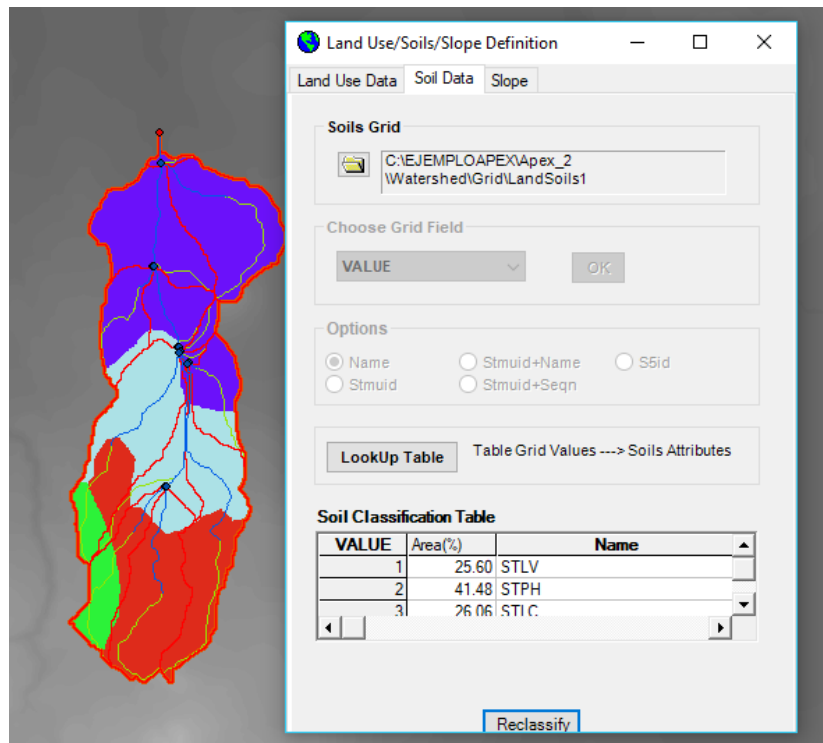 Land Use/Soils/Slope Definition
Land Use Data Soil Data Slope
Soils Grid
C:\EJEMPLOAPEX\Apex_2
\Watershed\Grid\LandSoils1
Choose Grid Field
VALUE OK
Options
Name Stmuid+Name S5id
Stmuid Stmuid+Seqn
LookUp Table Table Grid Values ---> Soils Attributes
Soil Classification Table
VALUE Area(%) Name
1 25.60 STLV
2 41.48 STPH
3 26.06 STLC
Reclassify